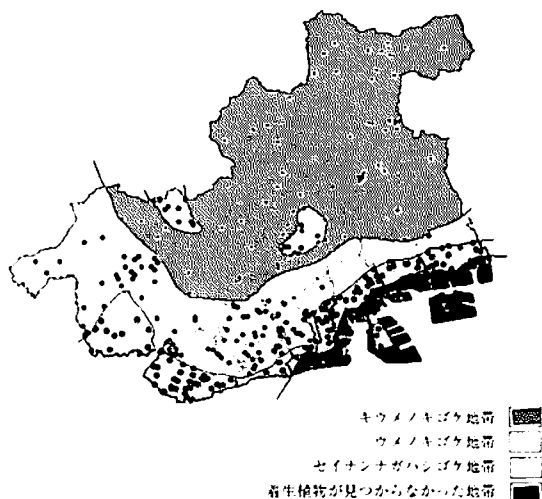 キウメノキゴケ地帯
ウメノキゴケ地帯
セイナンナガハシゴケ地帯
着生植物が見つからなかった地帯